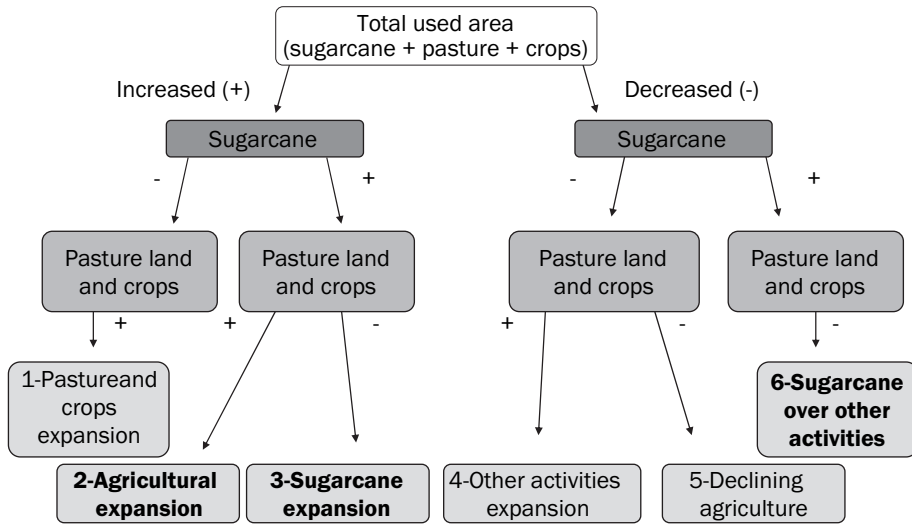 Total used area
(sugarcane + pasture + crops)
Increased (+)
Decreased (-)
Sugarcane
Sugarcane
-
+
-
+
Pasture land
and crops
Pasture land
and crops
Pasture land
and crops
Pasture land
and crops
+
+
-
+
-
-
1-Pastureand
crops
expansion
6-Sugarcane
over other
activities
2-Agricultural
expansion
3-Sugarcane
expansion
4-Other activities
expansion
5-Declining
agriculture